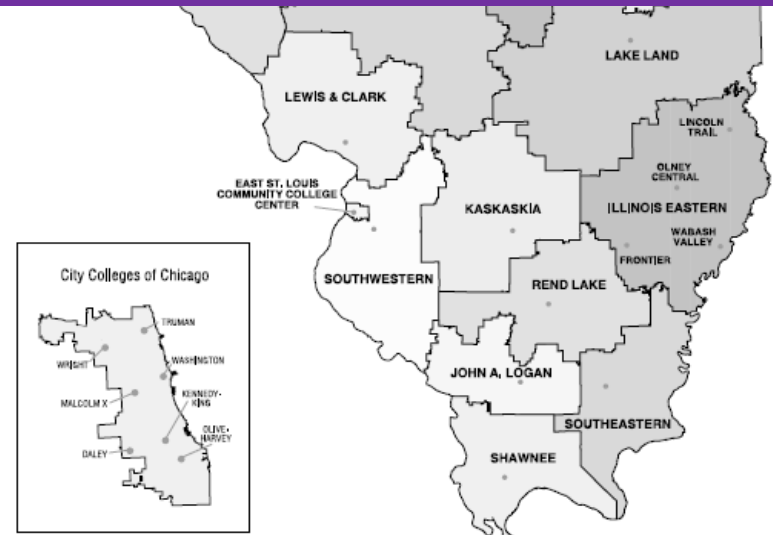 LAKE LAND
LEWIS & CLARK
LINCOLN
TRAIL
OLNEY
CENTRAL
EAST ST. LOUIS
COMMUNITY COLLEGE
CENTER
KASKASKIA
ILLINOIS EASTERN
WABASH
VALLEY
FRONTIER
SOUTHWESTERN
REND LAKE
JOHN A. LOGAN
SOUTHEASTERN
SHAWNEE
City Colleges of Chicago
TRUMAN
WRIGHT
WASHINGTON
MALCOLM X
KENNEDY-
KING
OLIVE-
HARVEY
DALEY